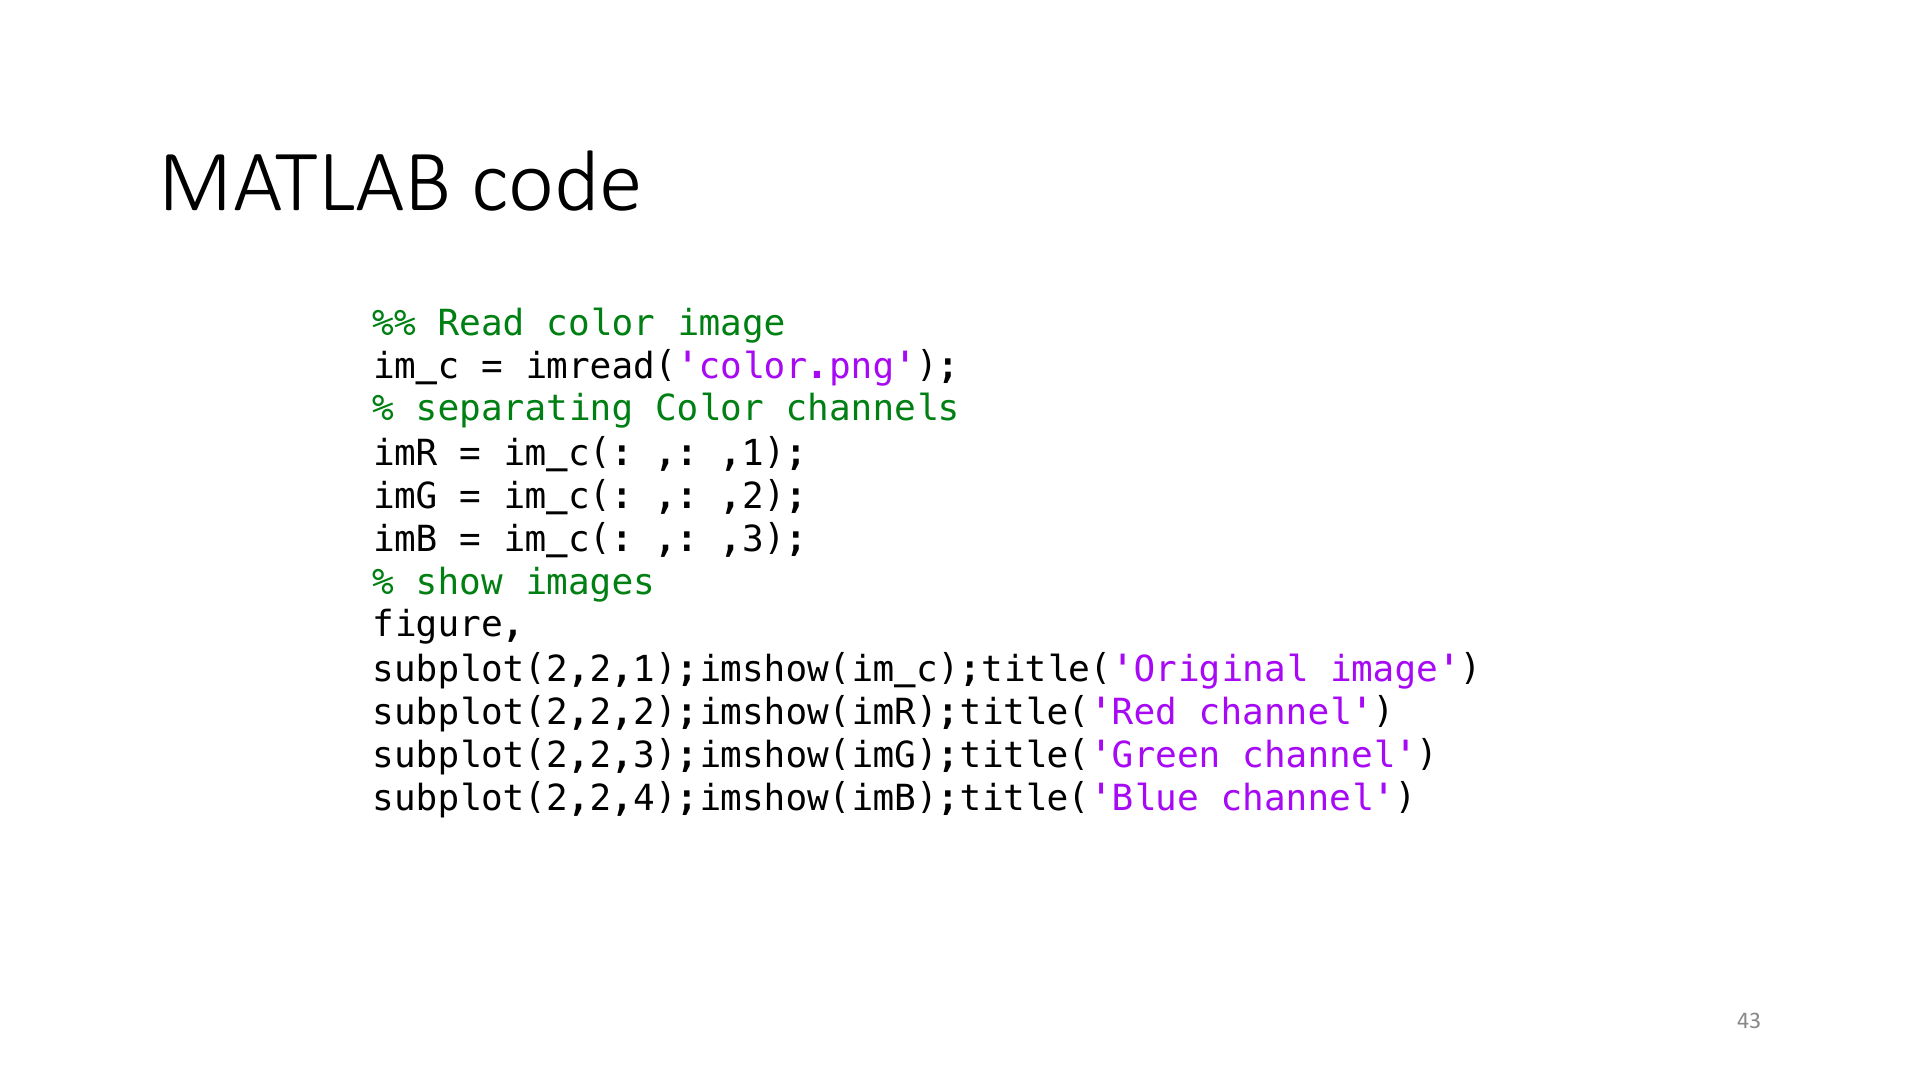 MATLAB code
%% Read color image
im_c = imread('color.png');
% separating Color channels
imR = im_c(: ,: ,1);
imG = im_c(: ,: ,2);
imB = im_c(: ,: ,3);
% show images
figure,
subplot(2,2,1);imshow(im_c);title('Original image')
subplot(2,2,2);imshow(imR);title('Red channel')
subplot(2,2,3);imshow(imG);title('Green channel')
subplot(2,2,4);imshow(imB);title('Blue channel')
43